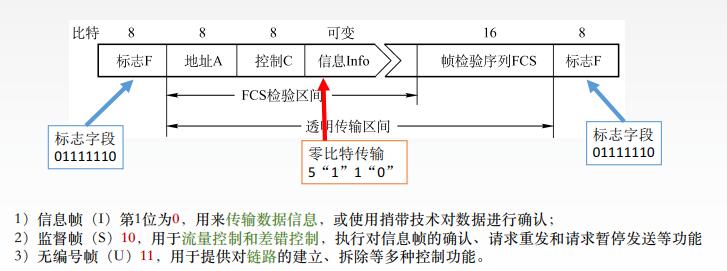 比特 8 8 8 可变 16 8
标志F 地址A 控制C 信息Info 帧检验序列FCS 标志F
FCS检验区间
透明传输区间
标志字段
01111110
零比特传输
5“1”1“0”
标志字段
01111110
1）信息帧（I）第1位为0，用来传输数据信息，或使用捎带技术对数据进行确认；
2）监督帧（S）10，用于流量控制和差错控制，执行对信息帧的确认、请求重发和请求暂停发送等功能
3）无编号帧（U）11，用于提供对链路的建立、拆除等多种控制功能。